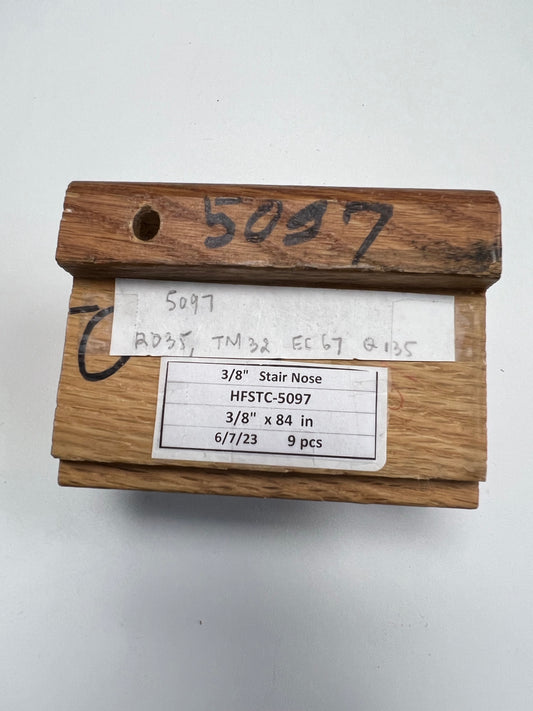 5097
5097
RD35, TM32 EC67 Q135
3/8" Stair Nose
HFSTC-5097
3/8" x 84 in
6/7/23 9 pcs